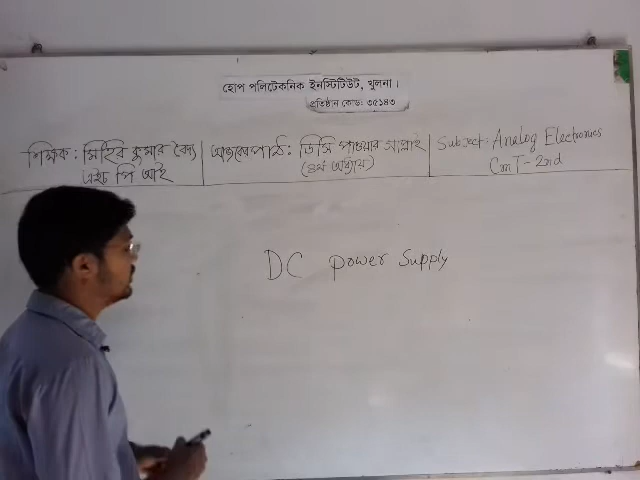 হোপ পলিটেকনিক ইনস্টিটিউট, খুলনা।
প্রতিষ্ঠান কোড: ৩৫১৪৩
শিক্ষক: মিহির কুমার বৈদ্য
এইচ পি আই
পাঠ: ডিসি পাওয়ার সাপ্লাই
(৪র্থ অধ্যায়)
Subject: Analog Electronics
CmT-2nd
DC power supply